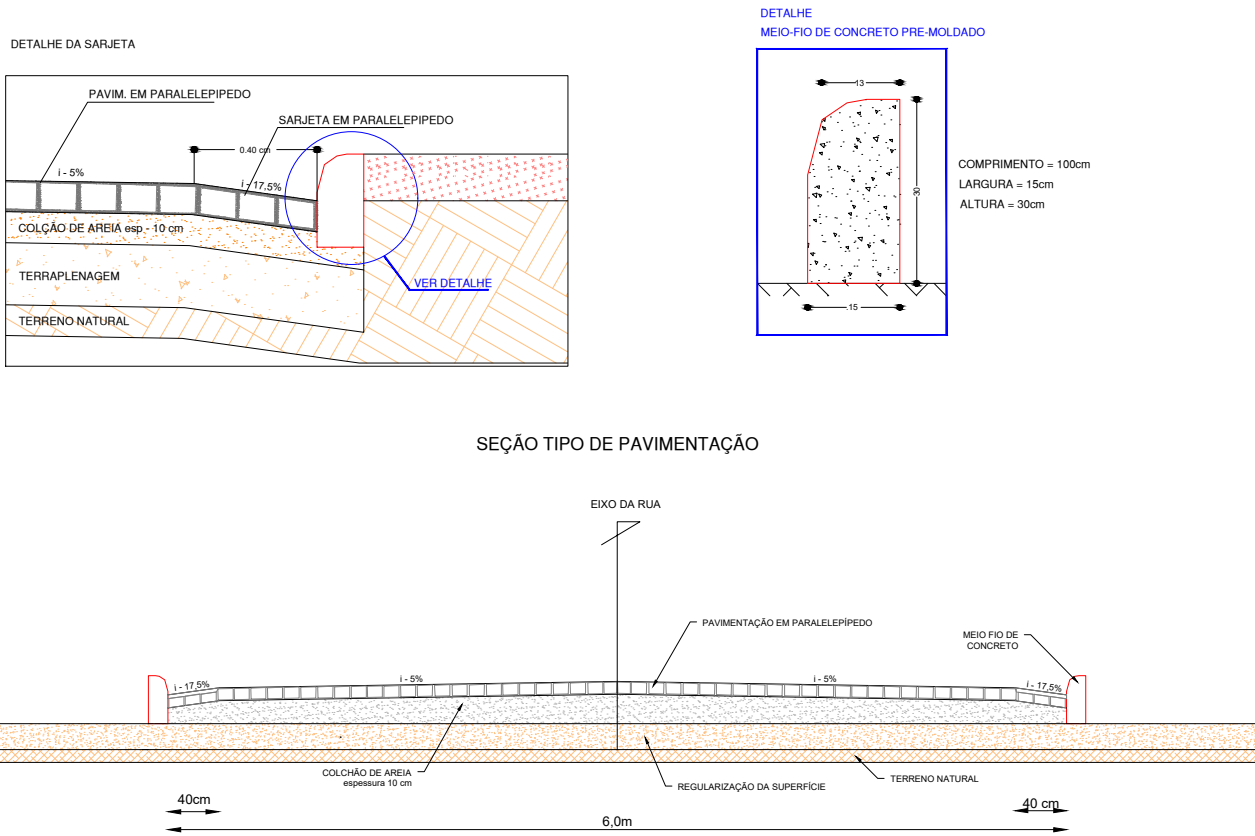 DETALHE
MEIO-FIO DE CONCRETO PRE-MOLDADO
DETALHE DA SARJETA
PAVIM. EM PARALELEPIPEDO
SARJETA EM PARALELEPIPEDO
0.40 cm
i - 5%
i - 17,5%
COLÇÃO DE AREIA esp - 10 cm
TERRAPLENAGEM
TERRENO NATURAL
VER DETALHE
13
30
.15
COMPRIMENTO = 100cm
LARGURA = 15cm
ALTURA = 30cm
SEÇÃO TIPO DE PAVIMENTAÇÃO
EIXO DA RUA
PAVIMENTAÇÃO EM PARALELEPÍPEDO
MEIO FIO DE
CONCRETO
i - 17,5%
i - 5%
i - 5%
i - 17,5%
COLCHÃO DE AREIA
espessura 10 cm
REGULARIZAÇÃO DA SUPERFÍCIE
TERRENO NATURAL
40cm
40 cm
6,0m